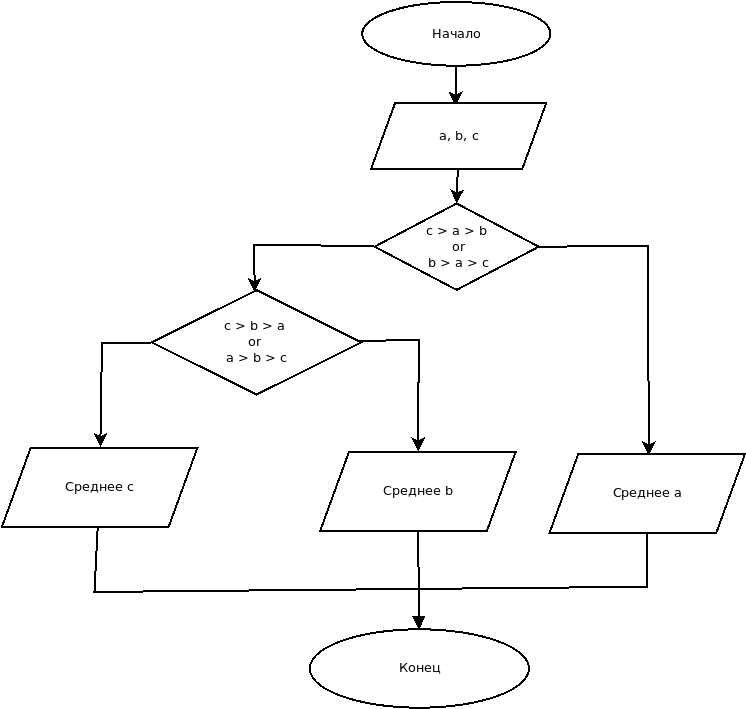 Начало
a, b, c
c > a > b
or
b > a > c
c > b > a
or
a > b > c
Среднее c
Среднее b
Среднее a
Конец